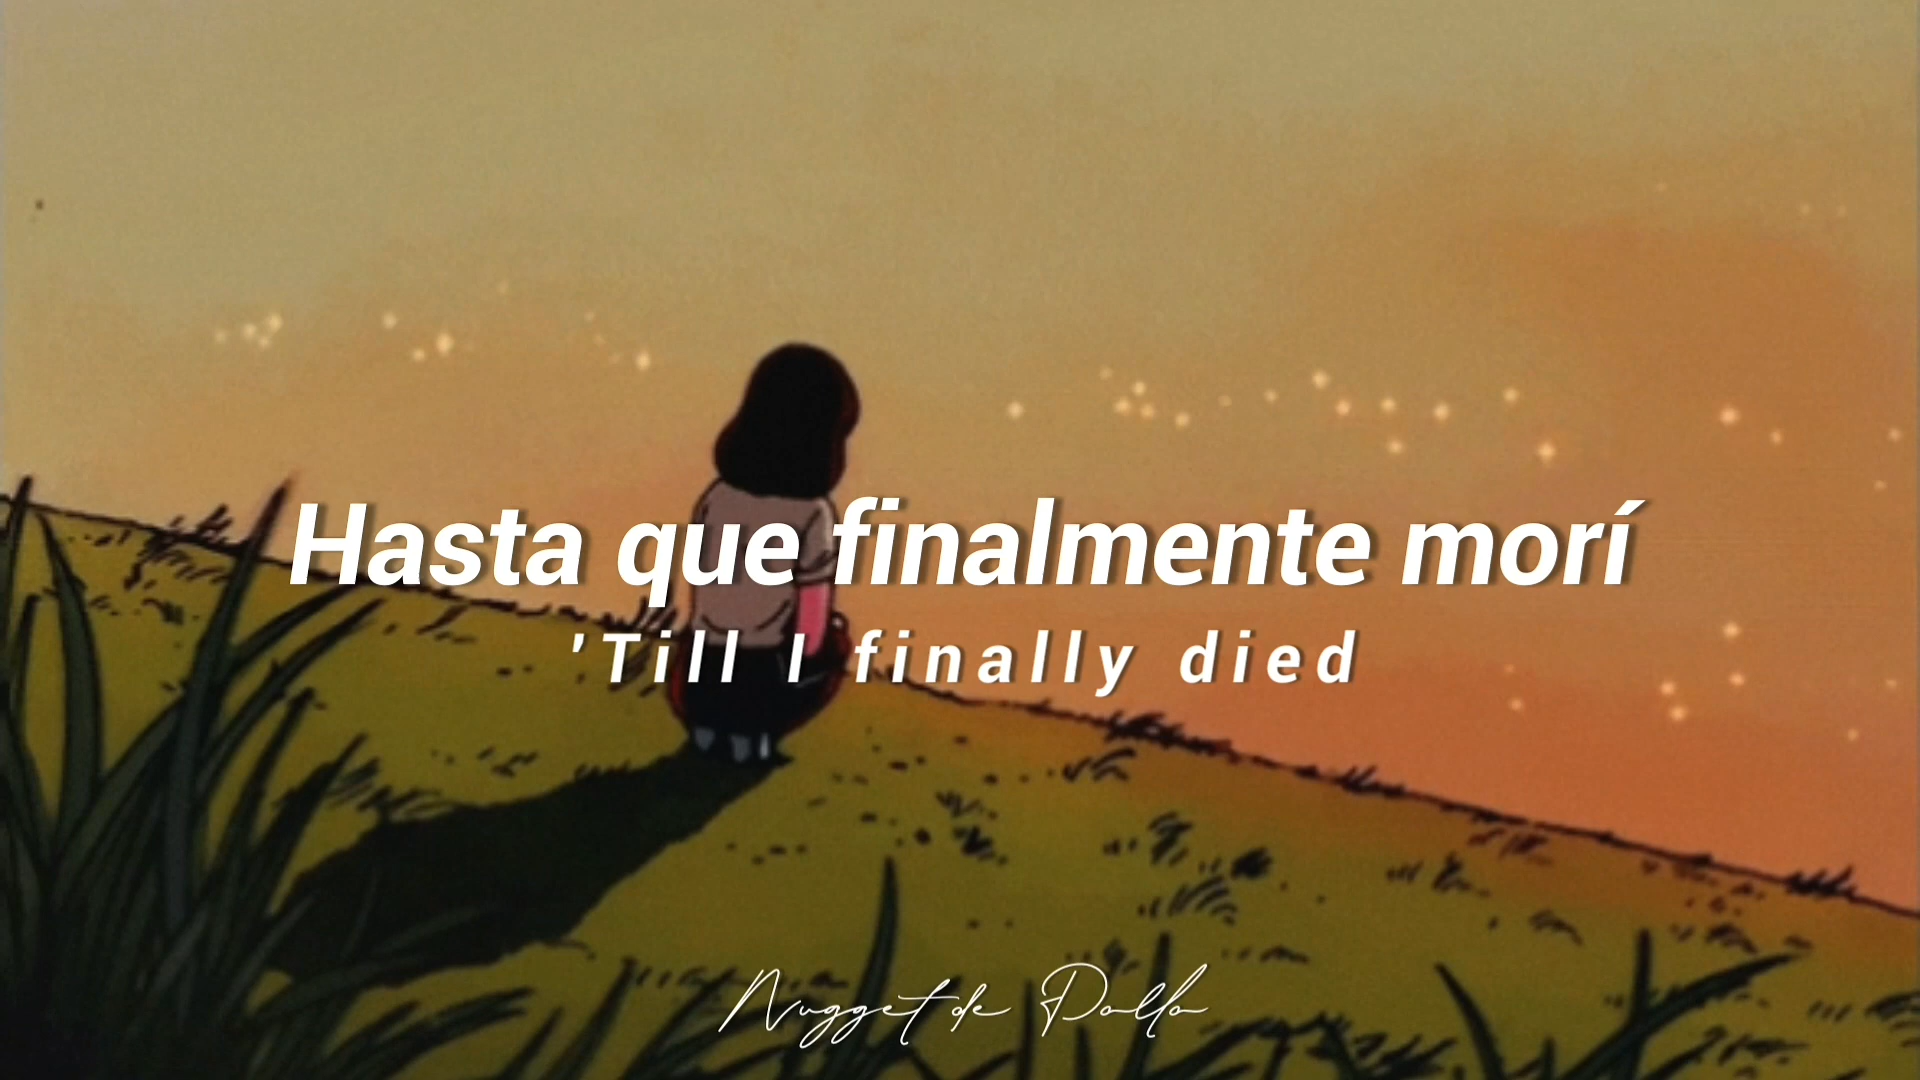 Hasta que finalmente morí
'Till I finally died
Nugget de Pollo